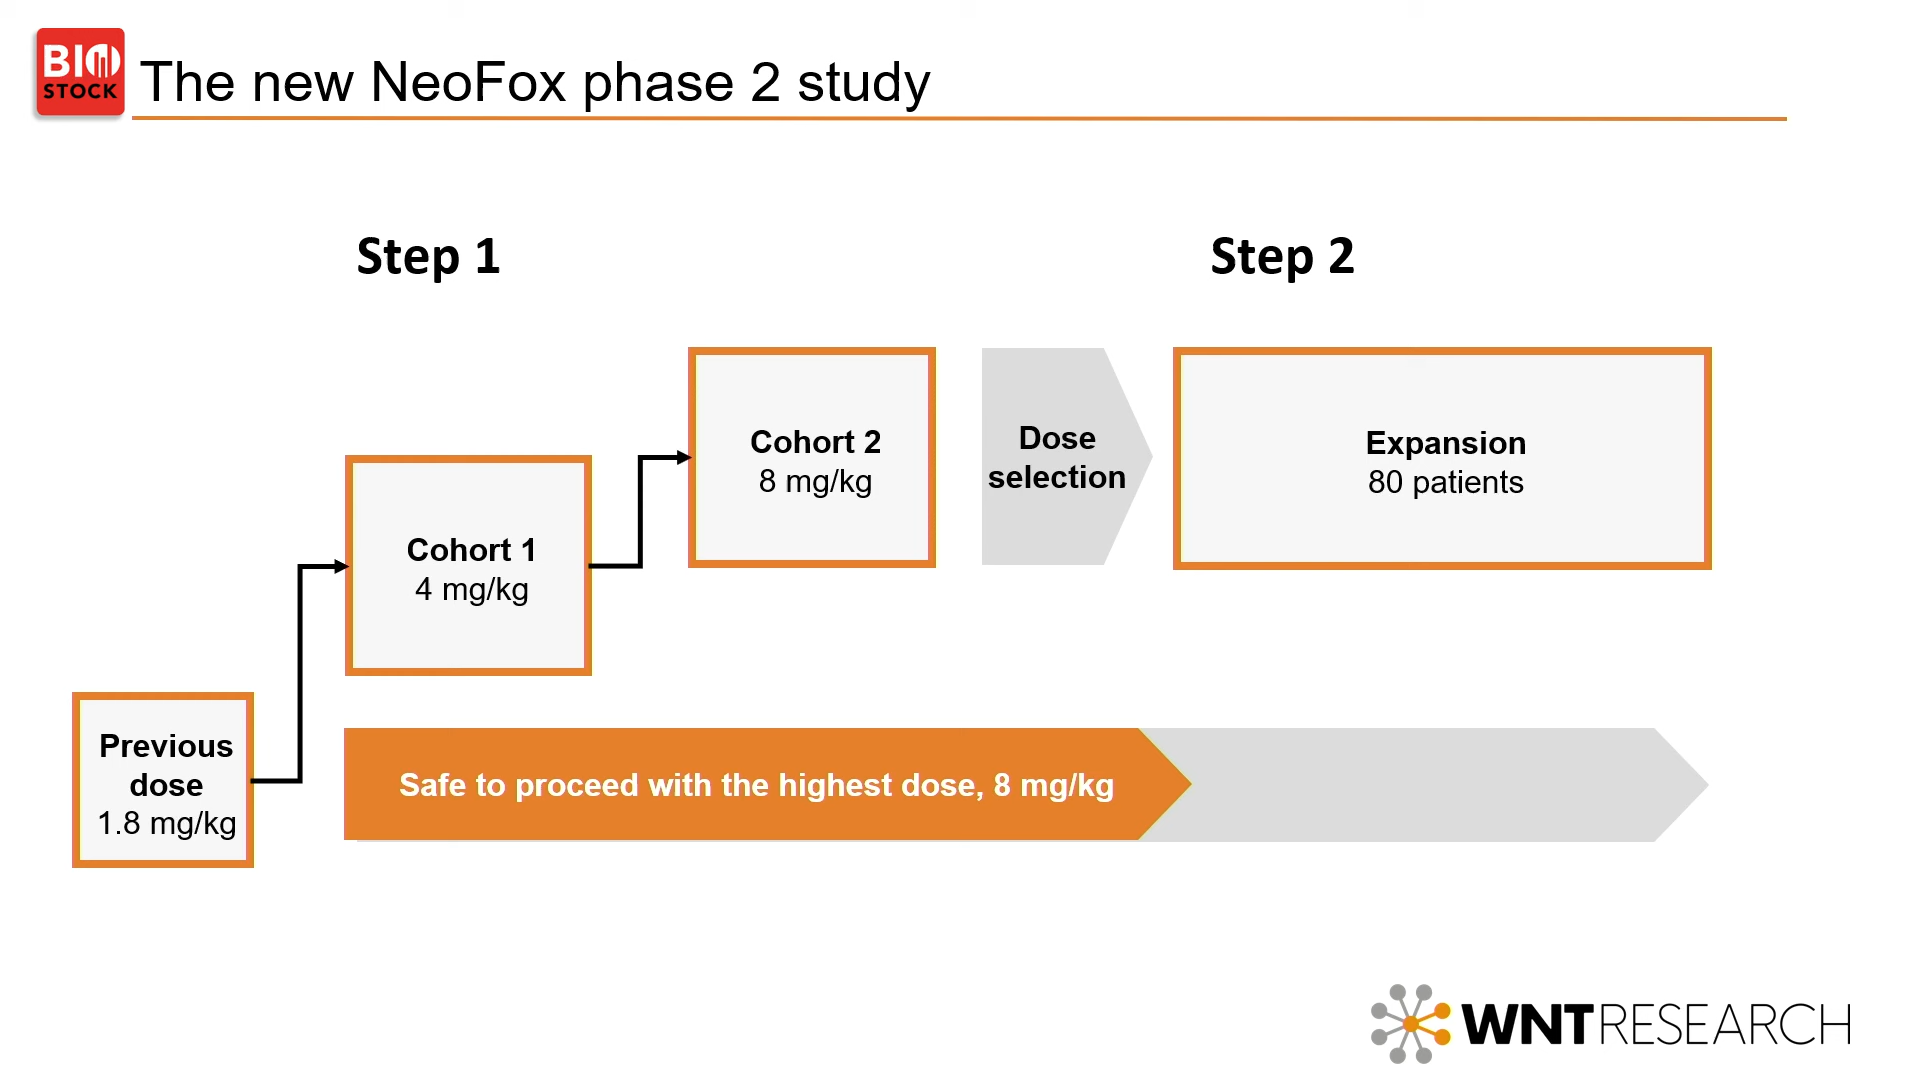 BIO
STOCK
The new NeoFox phase 2 study
Step 1
Step 2
Cohort 2
8 mg/kg
Dose
selection
Expansion
80 patients
Cohort 1
4 mg/kg
Previous
dose
1.8 mg/kg
Safe to proceed with the highest dose, 8 mg/kg
WNTRESEARCH